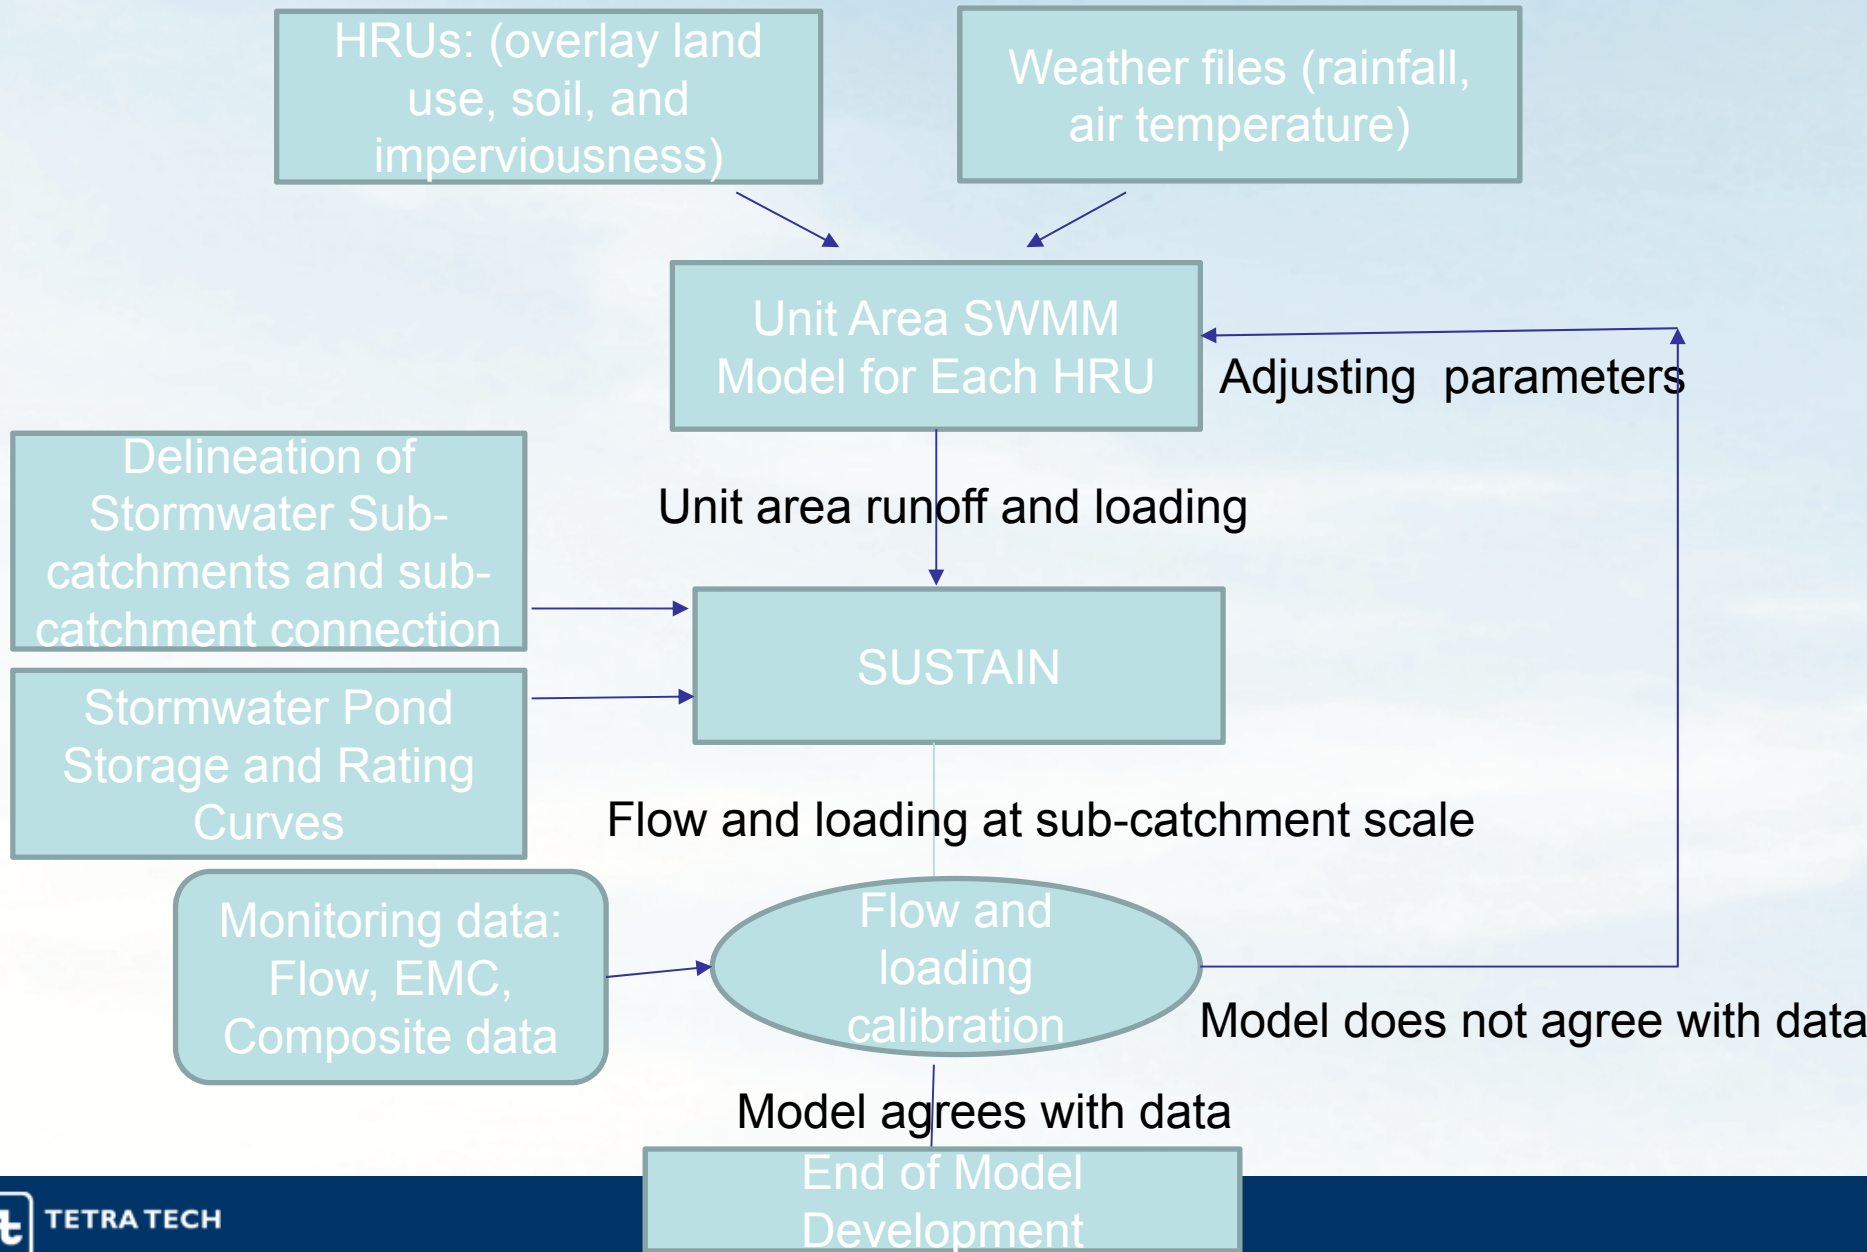 HRUs: (overlay land
use, soil, and
imperviousness)
Weather files (rainfall,
air temperature)
Unit Area SWMM
Model for Each HRU
Adjusting  parameters
Delineation of
Stormwater Sub-
catchments and sub-
catchment connection
Unit area runoff and loading
SUSTAIN
Stormwater Pond
Storage and Rating
Curves
Flow and loading at sub-catchment scale
Monitoring data:
Flow, EMC,
Composite data
Flow and
loading
calibration
Model does not agree with data
Model agrees with data
End of Model
Development
TETRA TECH